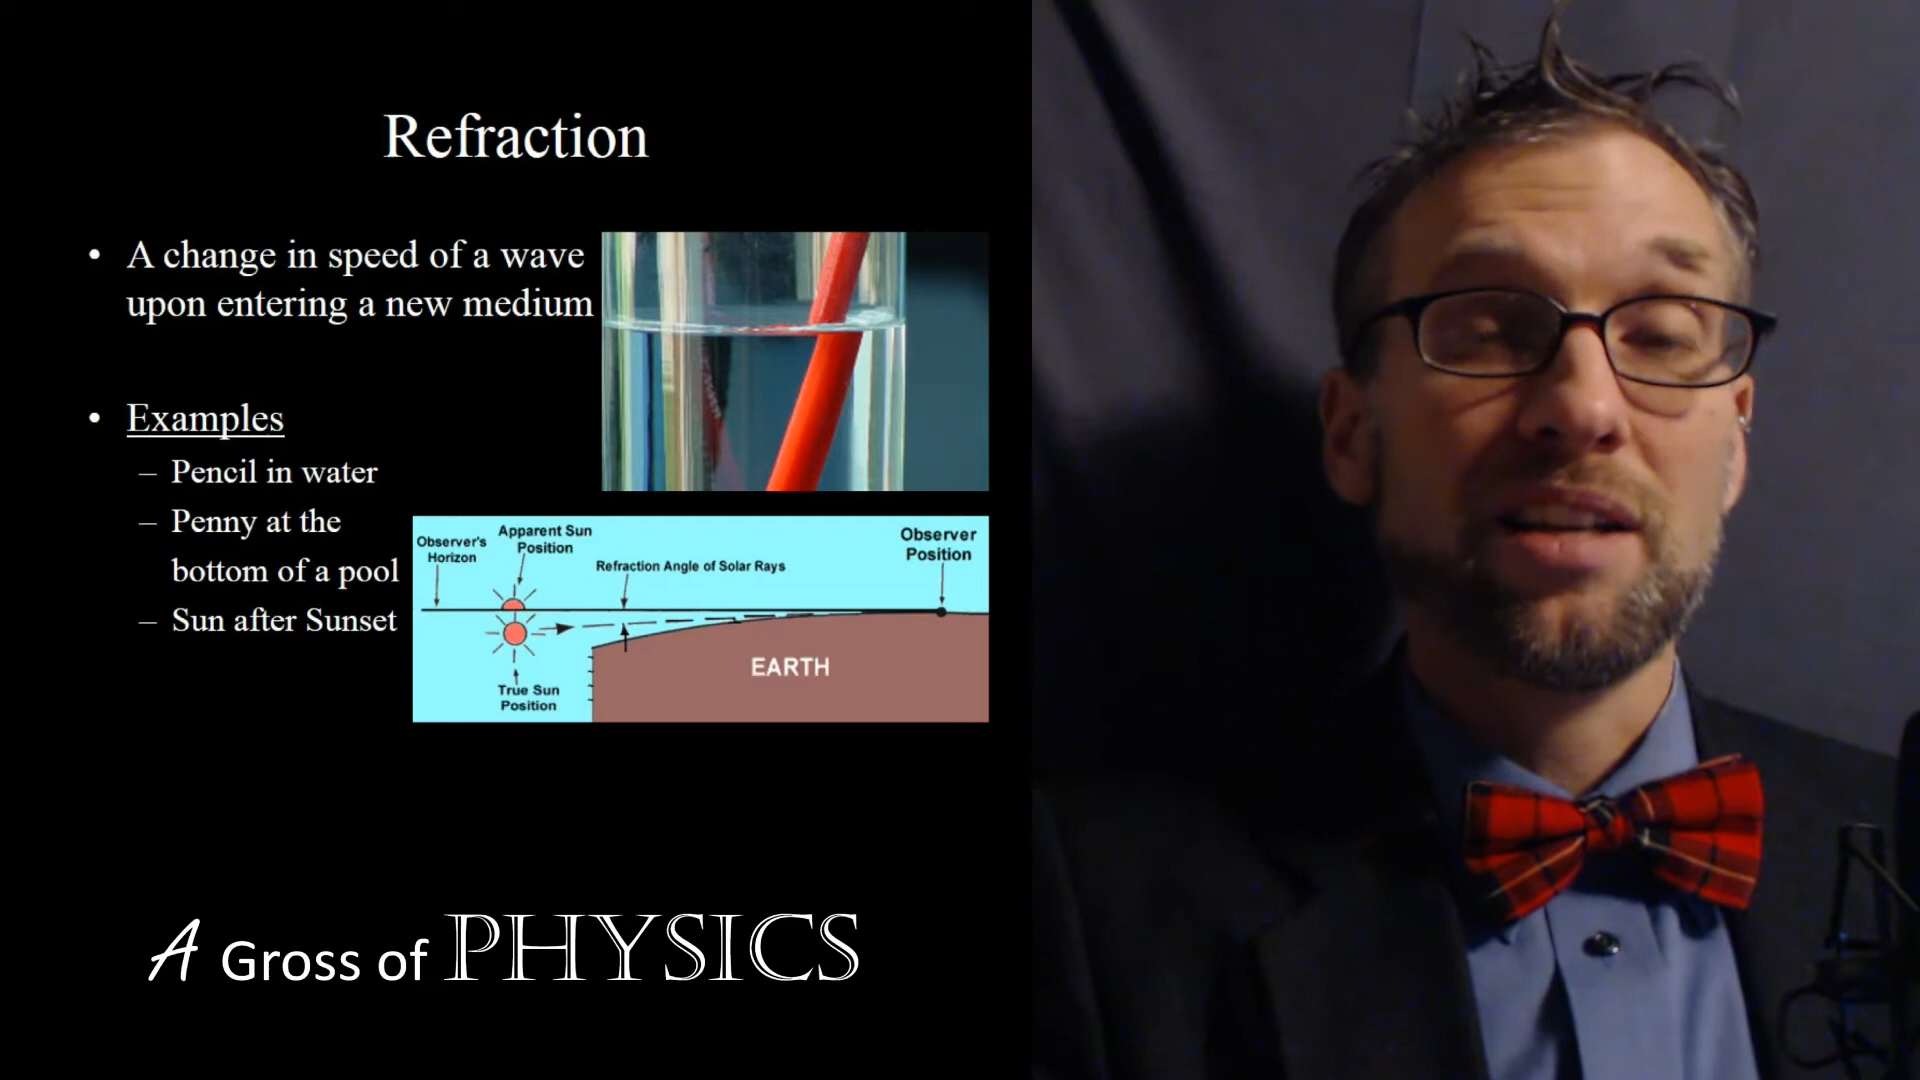 Refraction
• A change in speed of a wave
upon entering a new medium
• Examples
– Pencil in water
– Penny at the
bottom of a pool
– Sun after Sunset
Observer's
Horizon
Apparent Sun
Position
Refraction Angle of Solar Rays
Observer
Position
True Sun
Position
EARTH
A Gross of PHYSICS